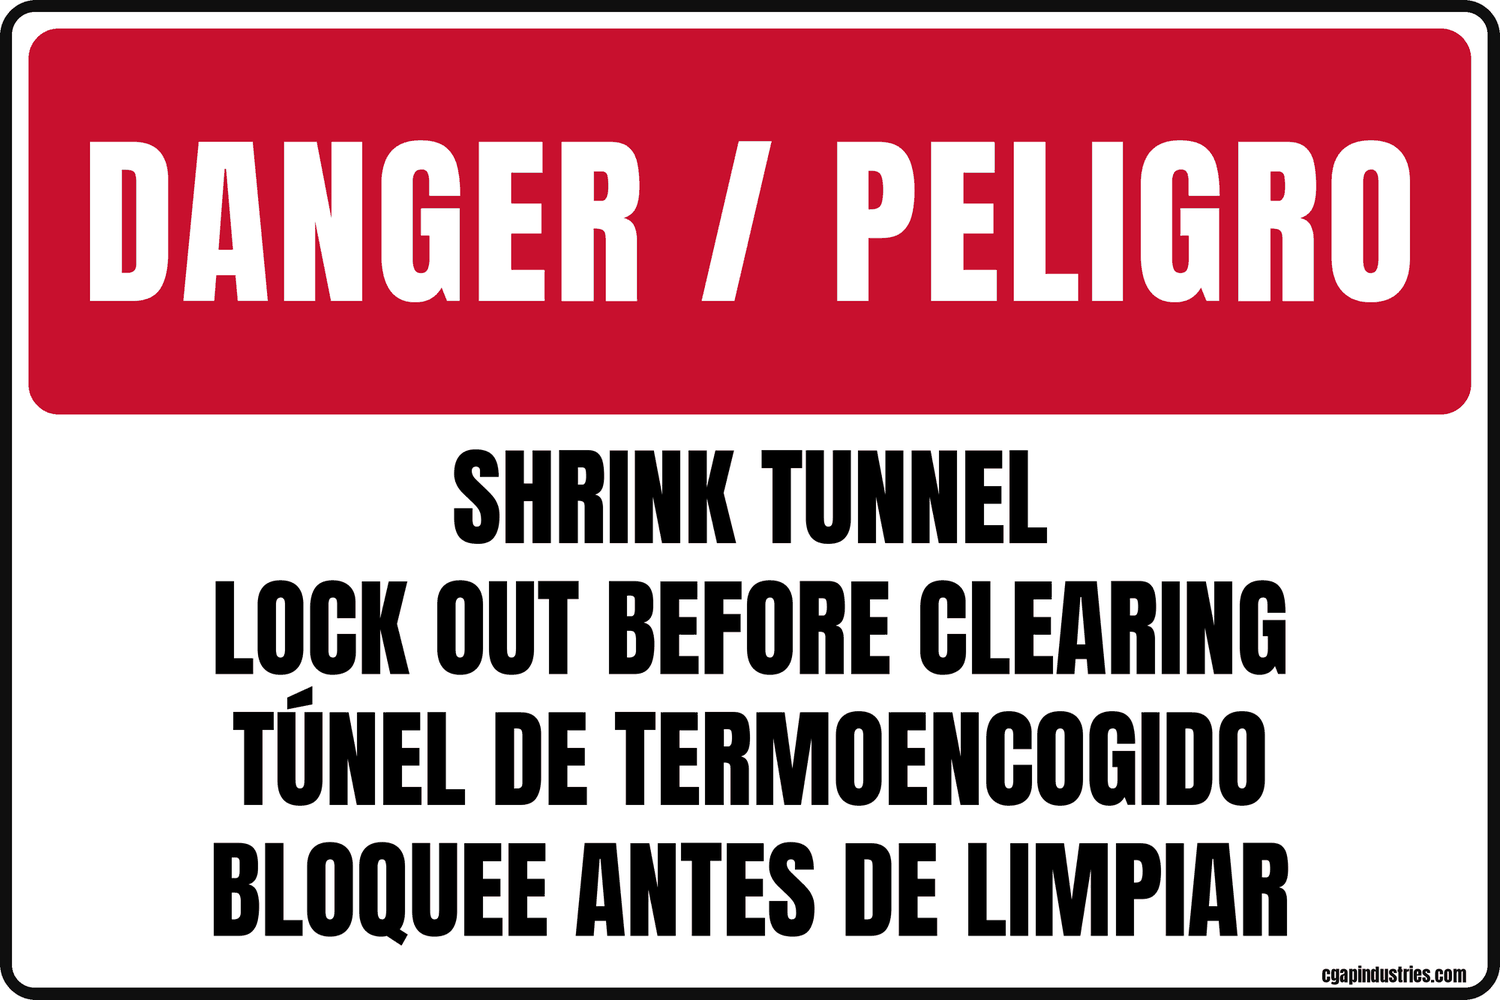 DANGER / PELIGRO
SHRINK TUNNEL
LOCK OUT BEFORE CLEARING
TÚNEL DE TERMOENCOGIDO
BLOQUEE ANTES DE LIMPIAR
cgapindustries.com